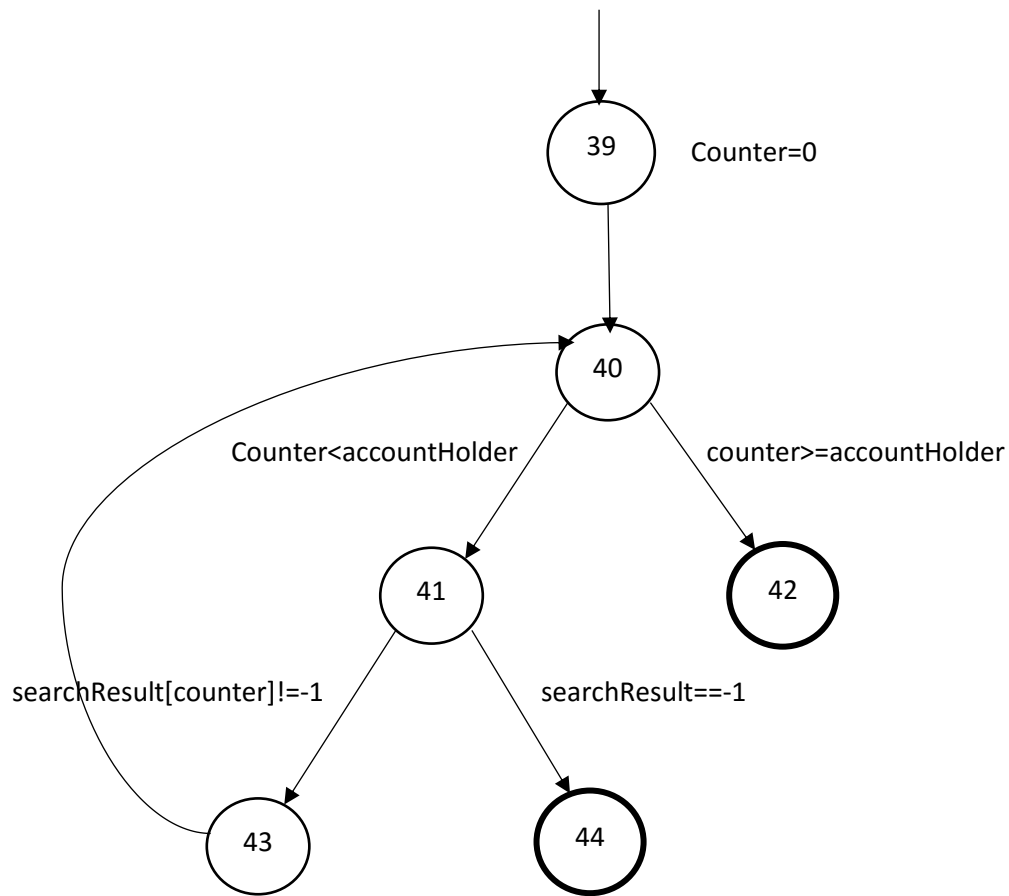 39
Counter=0
40
Counter<accountHolder
counter>=accountHolder
41
42
searchResult[counter]!=-1
searchResult==-1
43
44